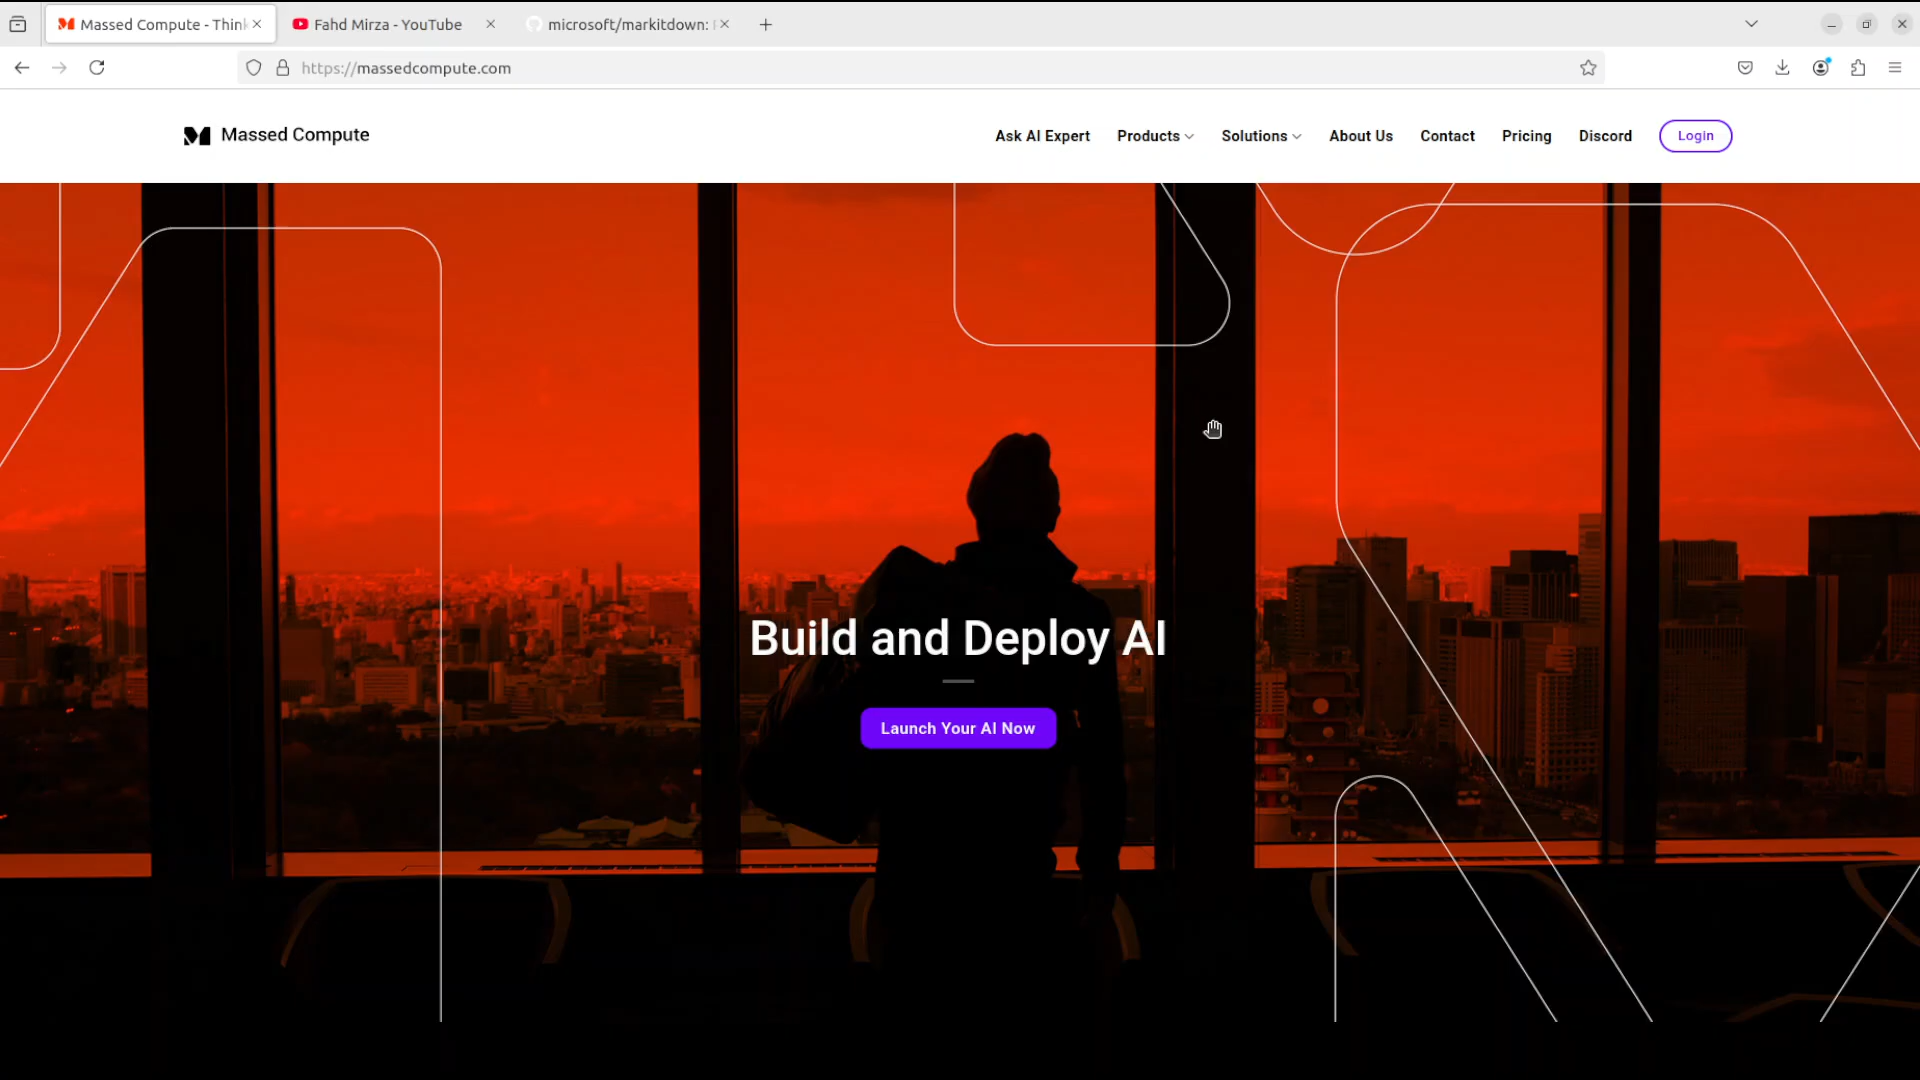 Massed Compute - Think
Fahd Mirza - YouTube
microsoft/markitdown:
https://massedcompute.com
Massed Compute
Ask AI Expert
Products
Solutions
About Us
Contact
Pricing
Discord
Login
Build and Deploy AI
Launch Your AI Now